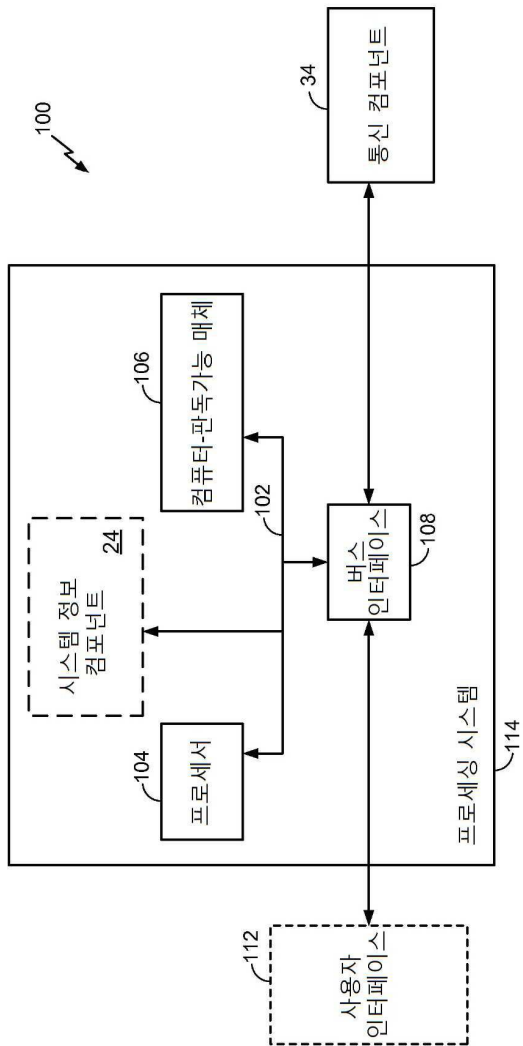 100
시스템 정보
컴포넌트
24
104
프로세서
106
컴퓨터-판독가능 매체
102
112
사용자
인터페이스
버스
인터페이스
108
34
통신 컴포넌트
프로세싱 시스템
114